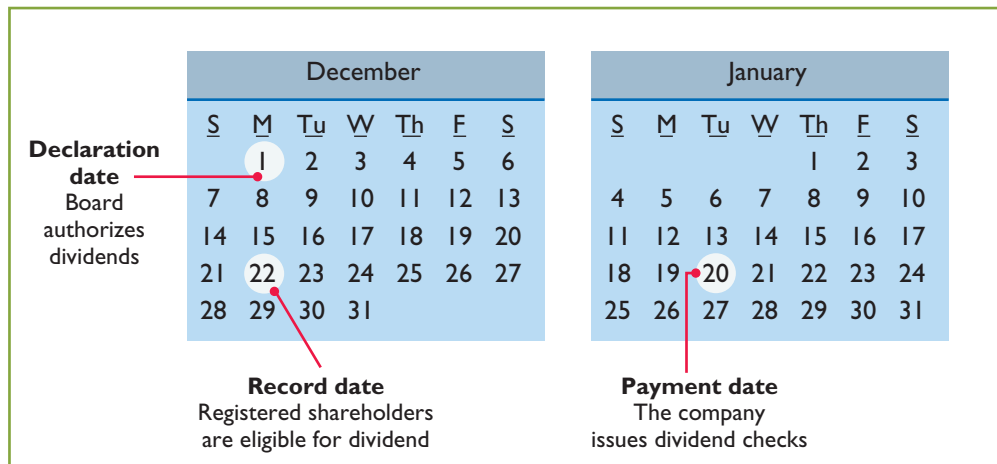 December
S M Tu W Th F S
1 2 3 4 5 6
7 8 9 10 11 12 13
14 15 16 17 18 19 20
21 22 23 24 25 26 27
28 29 30 31
January
S M Tu W Th F S
1 2 3
4 5 6 7 8 9 10
11 12 13 14 15 16 17
18 19 20 21 22 23 24
25 26 27 28 29 30 31
Declaration
date
Board
authorizes
dividends
Record date
Registered shareholders
are eligible for dividend
Payment date
The company
issues dividend checks